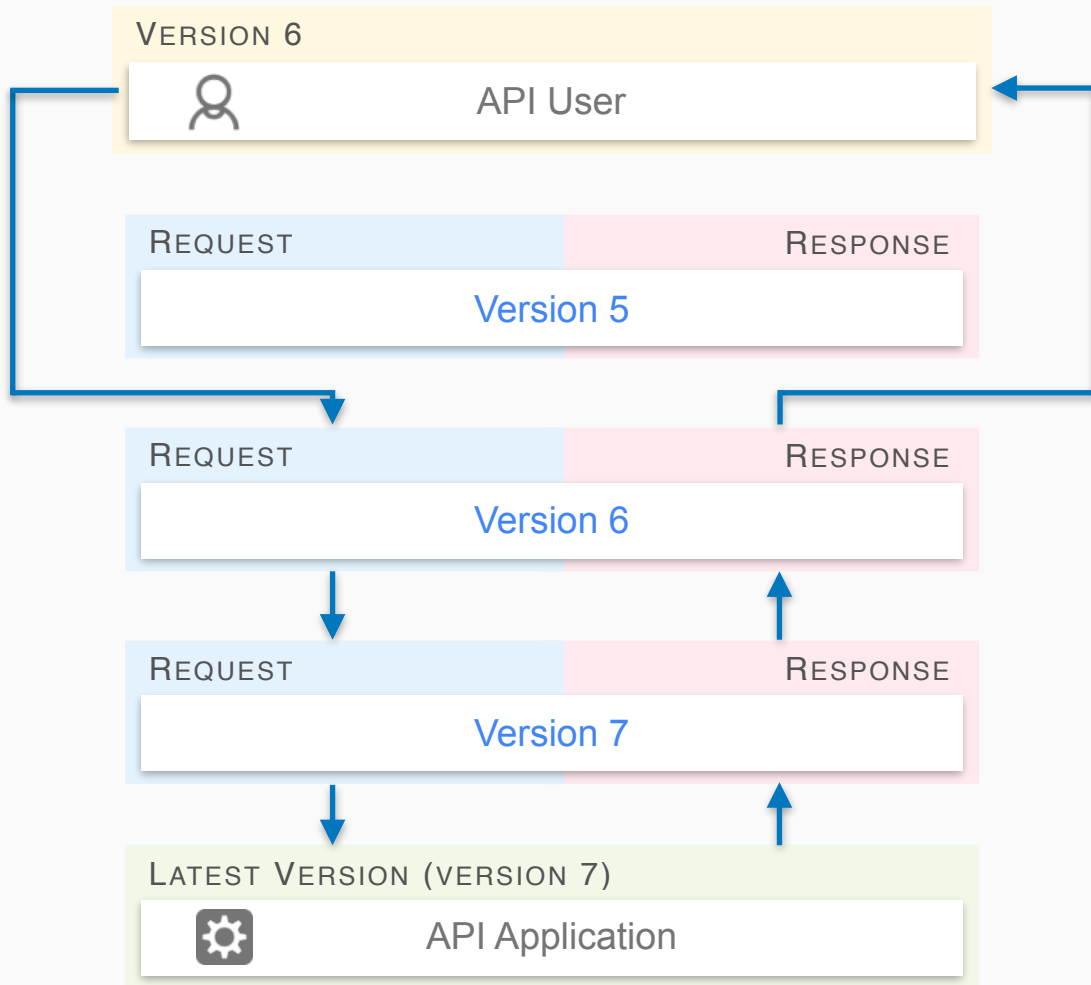 VERSION 6
API User
REQUEST
RESPONSE
Version 5
REQUEST
RESPONSE
Version 6
REQUEST
RESPONSE
Version 7
LATEST VERSION (VERSION 7)
API Application